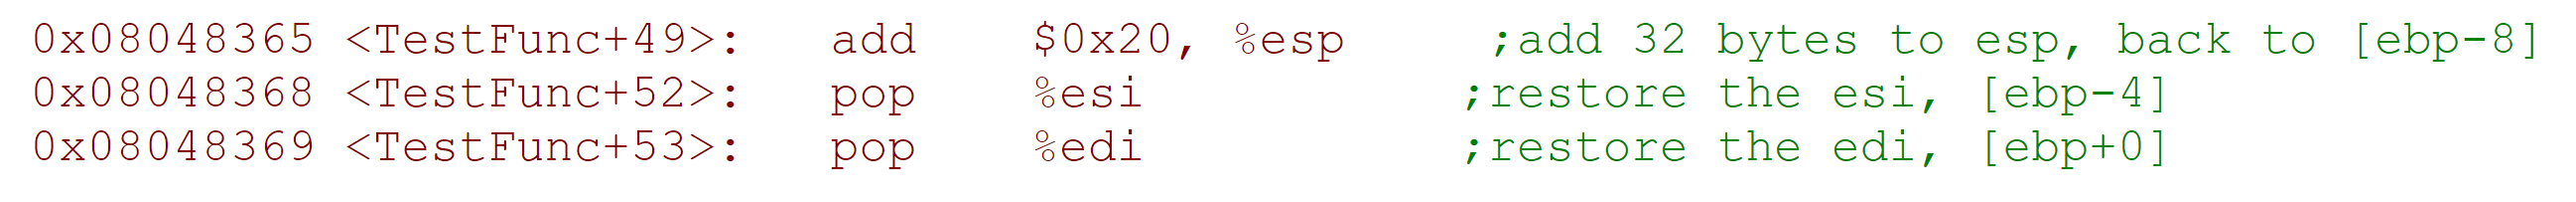 0x08048365 <TestFunc+49>: add $0x20, %esp ;add 32 bytes to esp, back to [ebp-8]
0x08048368 <TestFunc+52>: pop %esi ;restore the esi, [ebp-4]
0x08048369 <TestFunc+53>: pop %edi ;restore the edi, [ebp+0]